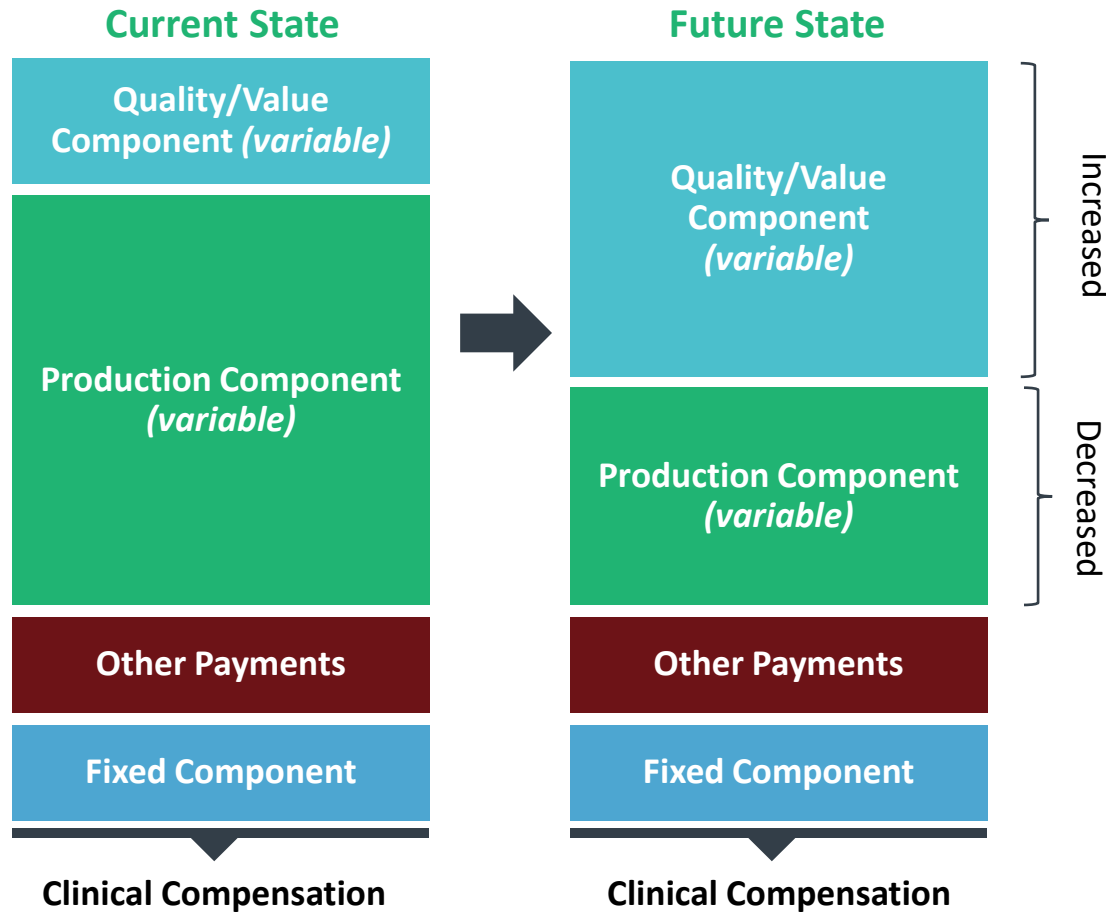 Current State
Quality/Value
Component (variable)
Production Component
(variable)
Other Payments
Fixed Component
Clinical Compensation
Future State
Quality/Value
Component
(variable)
Production Component
(variable)
Other Payments
Fixed Component
Clinical Compensation
Increased
Decreased